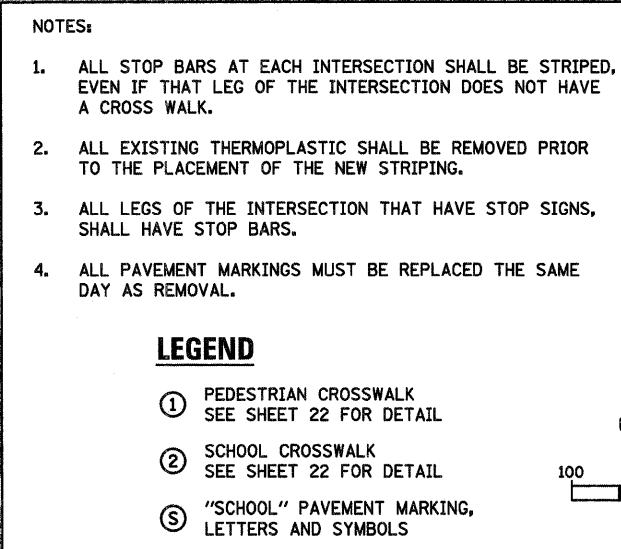 NOTES:
1. ALL STOP BARS AT EACH INTERSECTION SHALL BE STRIPED,
EVEN IF THAT LEG OF THE INTERSECTION DOES NOT HAVE
A CROSS WALK.
2. ALL EXISTING THERMOPLASTIC SHALL BE REMOVED PRIOR
TO THE PLACEMENT OF THE NEW STRIPING.
3. ALL LEGS OF THE INTERSECTION THAT HAVE STOP SIGNS,
SHALL HAVE STOP BARS.
4. ALL PAVEMENT MARKINGS MUST BE REPLACED THE SAME
DAY AS REMOVAL.
LEGEND
1 PEDESTRIAN CROSSWALK
SEE SHEET 22 FOR DETAIL
2 SCHOOL CROSSWALK
SEE SHEET 22 FOR DETAIL
S "SCHOOL" PAVEMENT MARKING,
LETTERS AND SYMBOLS
100